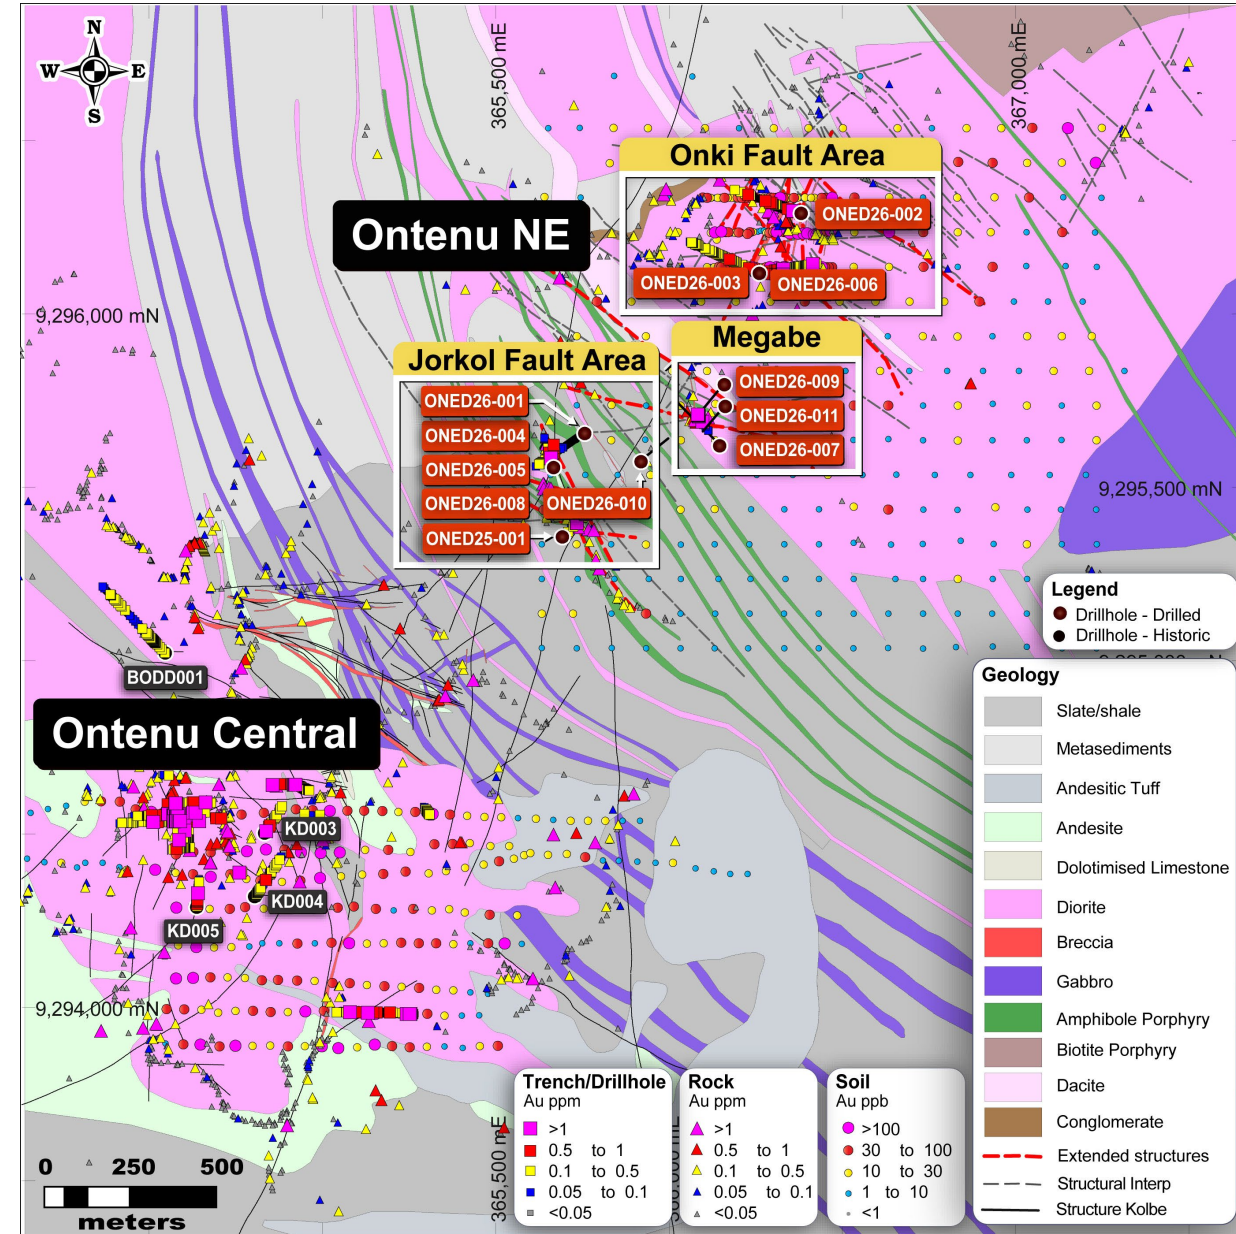 N
W E
S
365,500 mE
367,000 mE
Onki Fault Area
ONED26-002
ONED26-003
ONED26-006
Ontenu NE
9,296,000 mN
Megabe
ONED26-009
ONED26-011
ONED26-007
Jorkol Fault Area
ONED26-001
ONED26-004
ONED26-005
ONED26-008
ONED26-010
ONED25-001
9,295,500 mN
BODD001
Ontenu Central
KD003
KD004
KD005
9,294,000 mN
365,500 mE
Legend
Drillhole - Drilled
Drillhole - Historic
Geology
Slate/shale
Metasediments
Andesitic Tuff
Andesite
Dolotimised Limestone
Diorite
Breccia
Gabbro
Amphibole Porphyry
Biotite Porphyry
Dacite
Conglomerate
Extended structures
Structural Interp
Structure Kolbe
Trench/Drillhole
Au ppm
>1
0.5 to 1
0.1 to 0.5
0.05 to 0.1
<0.05
Rock
Au ppm
>1
0.5 to 1
0.1 to 0.5
0.05 to 0.1
<0.05
Soil
Au ppb
>100
30 to 100
10 to 30
1 to 10
<1
0 250 500
meters